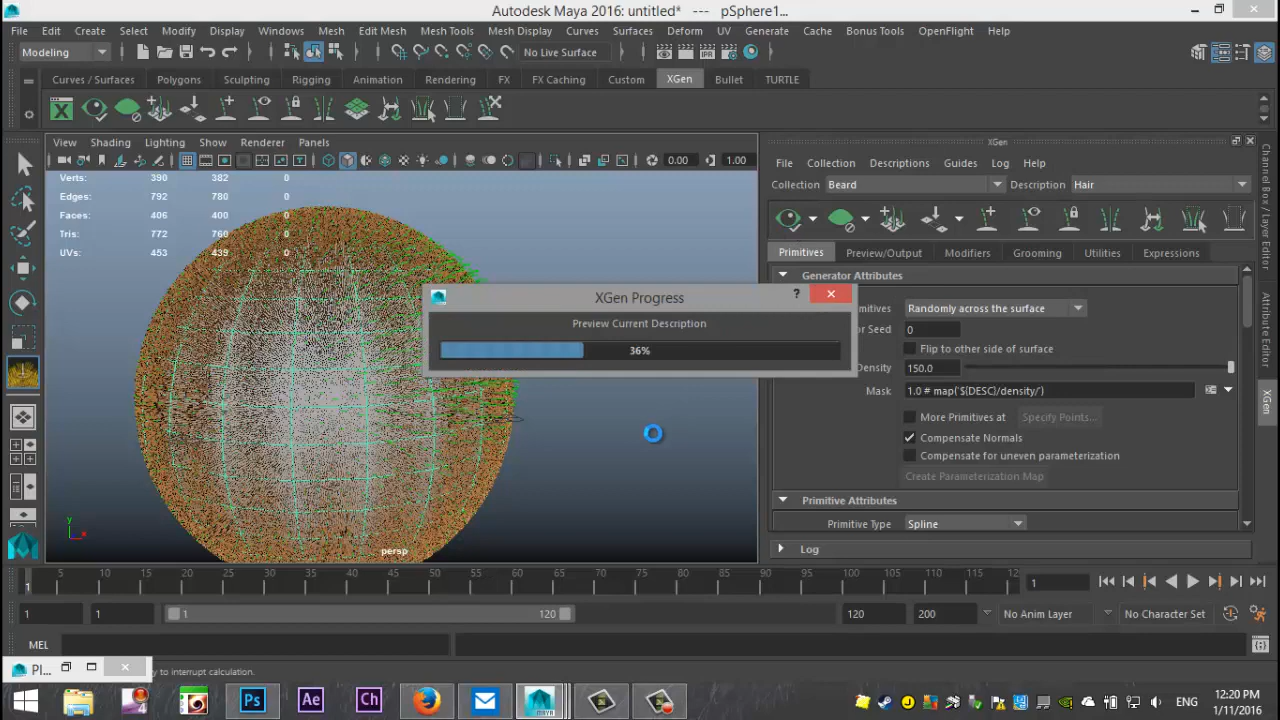 Autodesk Maya 2016: untitled* --- pSphere1...
File Edit Create Select Modify Display Windows Mesh Edit Mesh Mesh Tools Mesh Display Curves Surfaces Deform UV Generate Cache Bonus Tools OpenFlight Help
Modeling No Live Surface
Curves / Surfaces Polygons Sculpting Rigging Animation Rendering FX FX Caching Custom XGen Bullet TURTLE
View Shading Lighting Show Renderer Panels
0.00 1.00
Verts: 390 382 0
Edges: 792 780 0
Faces: 406 400 0
Tris: 772 760 0
UVs: 453 439 0
persp
XGen Progress
Preview Current Description
36%
XGen
File Collection Descriptions Guides Log Help
Collection Beard Description Hair
Primitives Preview/Output Modifiers Grooming Utilities Expressions
Generator Attributes
Randomly across the surface
or Seed 0
Flip to other side of surface
Density 150.0
Mask 1.0 # map('${DESC}/density/')
More Primitives at Specify Points...
Compensate Normals
Compensate for uneven parameterization
Create Parameterization Map
Primitive Attributes
Primitive Type Spline
Log
Channel Box / Layer Editor
Attribute Editor
XGen
1 5 10 15 20 25 30 35 40 45 50 55 60 65 70 75 80 85 90 95 100 105 110 115 12 1
1 1 1 120 120 200 No Anim Layer No Character Set
MEL
Pl... y to interrupt calculation.
Ps Ae Ch maya
ENG
12:20 PM
1/11/2016